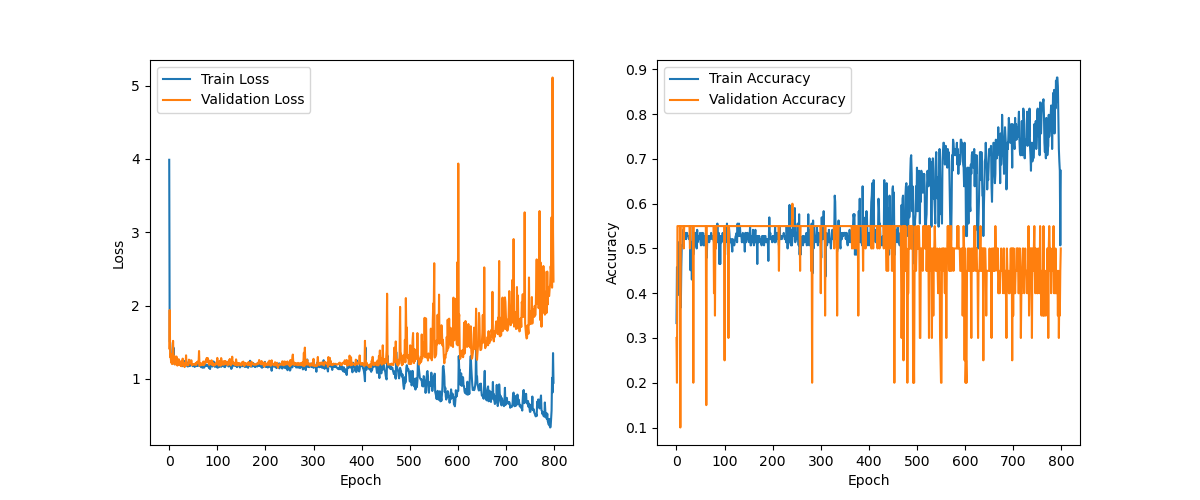 Train Loss
Validation Loss
5
4
3
2
1
Loss
0 100 200 300 400 500 600 700 800
Epoch
Train Accuracy
Validation Accuracy
0.9
0.8
0.7
0.6
0.5
0.4
0.3
0.2
0.1
Accuracy
0 100 200 300 400 500 600 700 800
Epoch